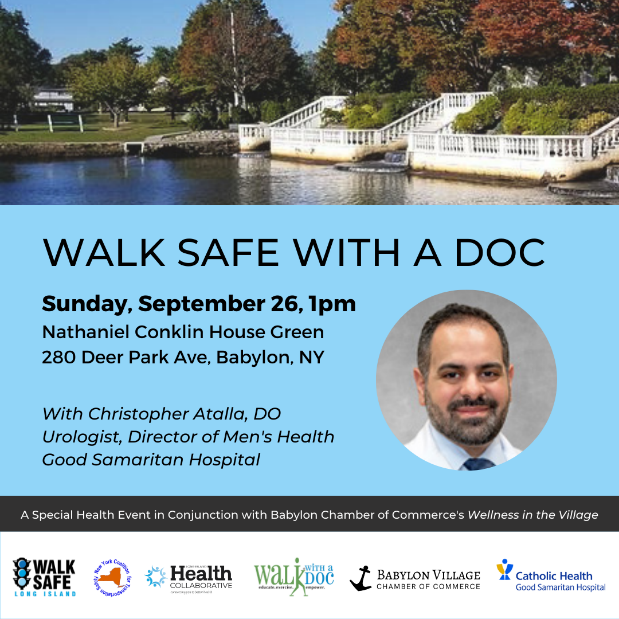 WALK SAFE WITH A DOC
Sunday, September 26, 1pm
Nathaniel Conklin House Green
280 Deer Park Ave, Babylon, NY
With Christopher Atalla, DO
Urologist, Director of Men's Health
Good Samaritan Hospital
A Special Health Event in Conjunction with Babylon Chamber of Commerce's Wellness in the Village
WALK
SAFE
LONG ISLAND
New York Coalition for Transportation Safety
Health
COLLABORATIVE
WALK WITH A
DOC
educate. exercise. empower.
BABYLON VILLAGE
CHAMBER OF COMMERCE
Catholic Health
Good Samaritan Hospital